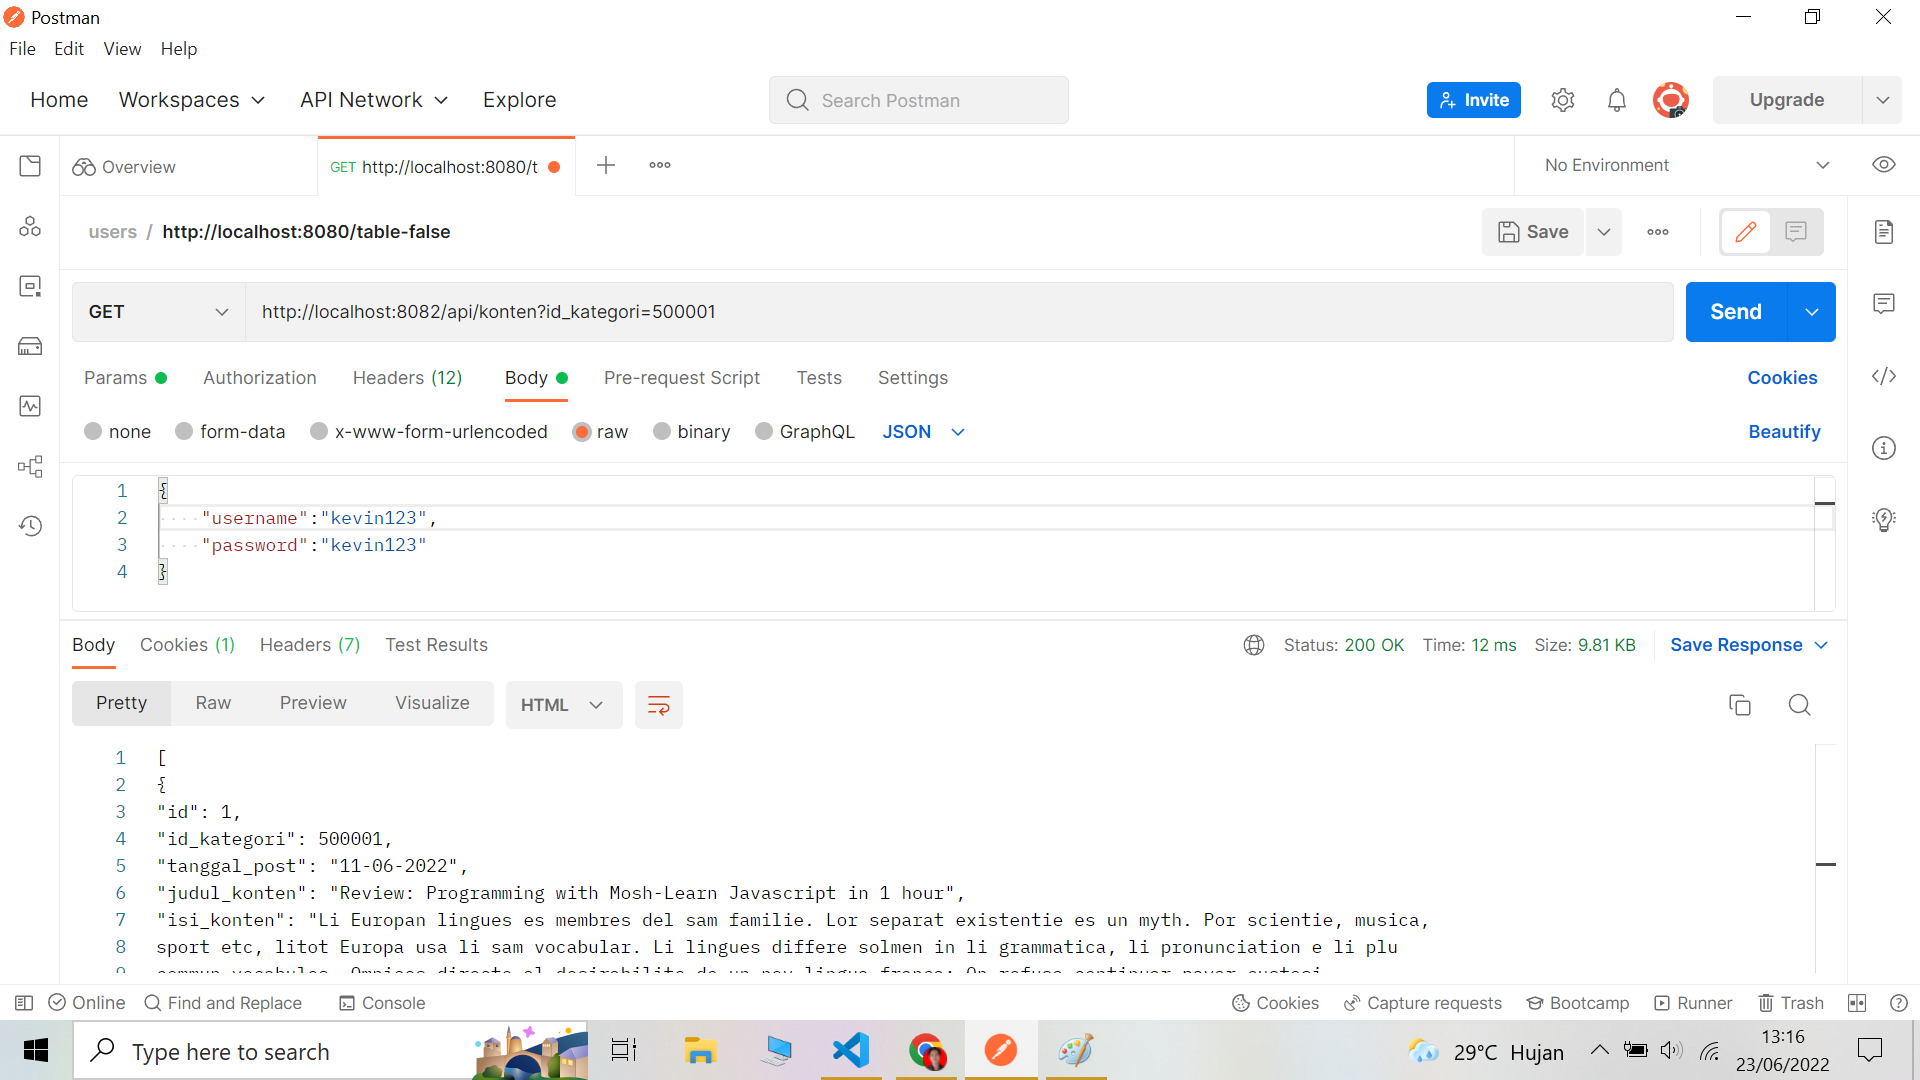 Postman
File Edit View Help
Home Workspaces API Network Explore Search Postman Invite Upgrade
Overview GET http://localhost:8080/t No Environment
users / http://localhost:8080/table-false Save
GET http://localhost:8082/api/konten?id_kategori=500001 Send
Params Authorization Headers (12) Body Pre-request Script Tests Settings Cookies
none form-data x-www-form-urlencoded raw binary GraphQL JSON Beautify
1 {
2 "username":"kevin123",
3 "password":"kevin123"
4 }
Body Cookies (1) Headers (7) Test Results Status: 200 OK Time: 12 ms Size: 9.81 KB Save Response
Pretty Raw Preview Visualize HTML
1 [
2 {
3 "id": 1,
4 "id_kategori": 500001,
5 "tanggal_post": "11-06-2022",
6 "judul_konten": "Review: Programming with Mosh-Learn Javascript in 1 hour",
7 "isi_konten": "Li Europan lingues es membres del sam familie. Lor separat existentie es un myth. Por scientie, musica,
8 sport etc, litot Europa usa li sam vocabular. Li lingues differe solmen in li grammatica, li pronunciation e li plu
Online Find and Replace Console Cookies Capture requests Bootcamp Runner Trash
Type here to search 29°C Hujan 13:16
23/06/2022